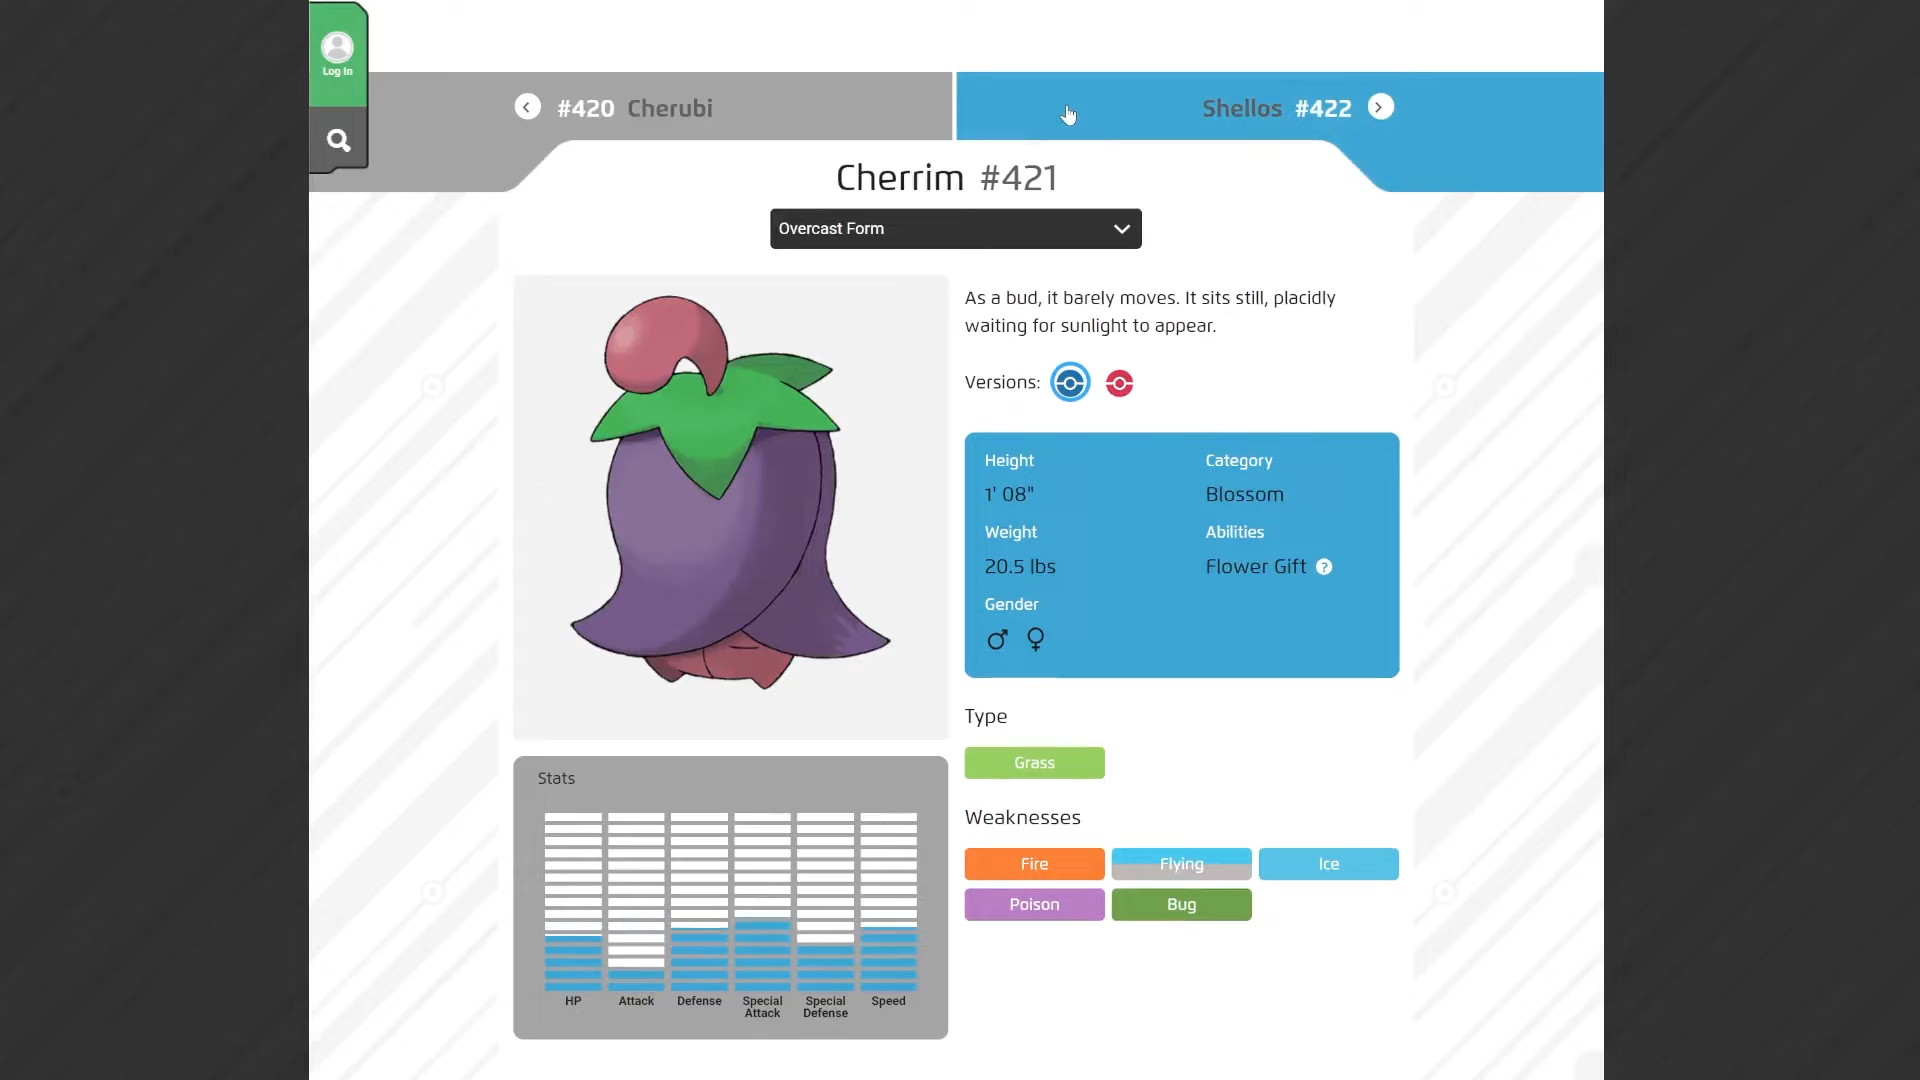 Log In
#420 Cherubi
Shellos #422
Cherrim #421
Overcast Form
As a bud, it barely moves. It sits still, placidly
waiting for sunlight to appear.
Versions:
Height
1' 08"
Category
Blossom
Weight
20.5 lbs
Abilities
Flower Gift ?
Gender
Type
Grass
Weaknesses
Fire
Flying
Ice
Poison
Bug
Stats
HP
Attack
Defense
Special
Attack
Special
Defense
Speed